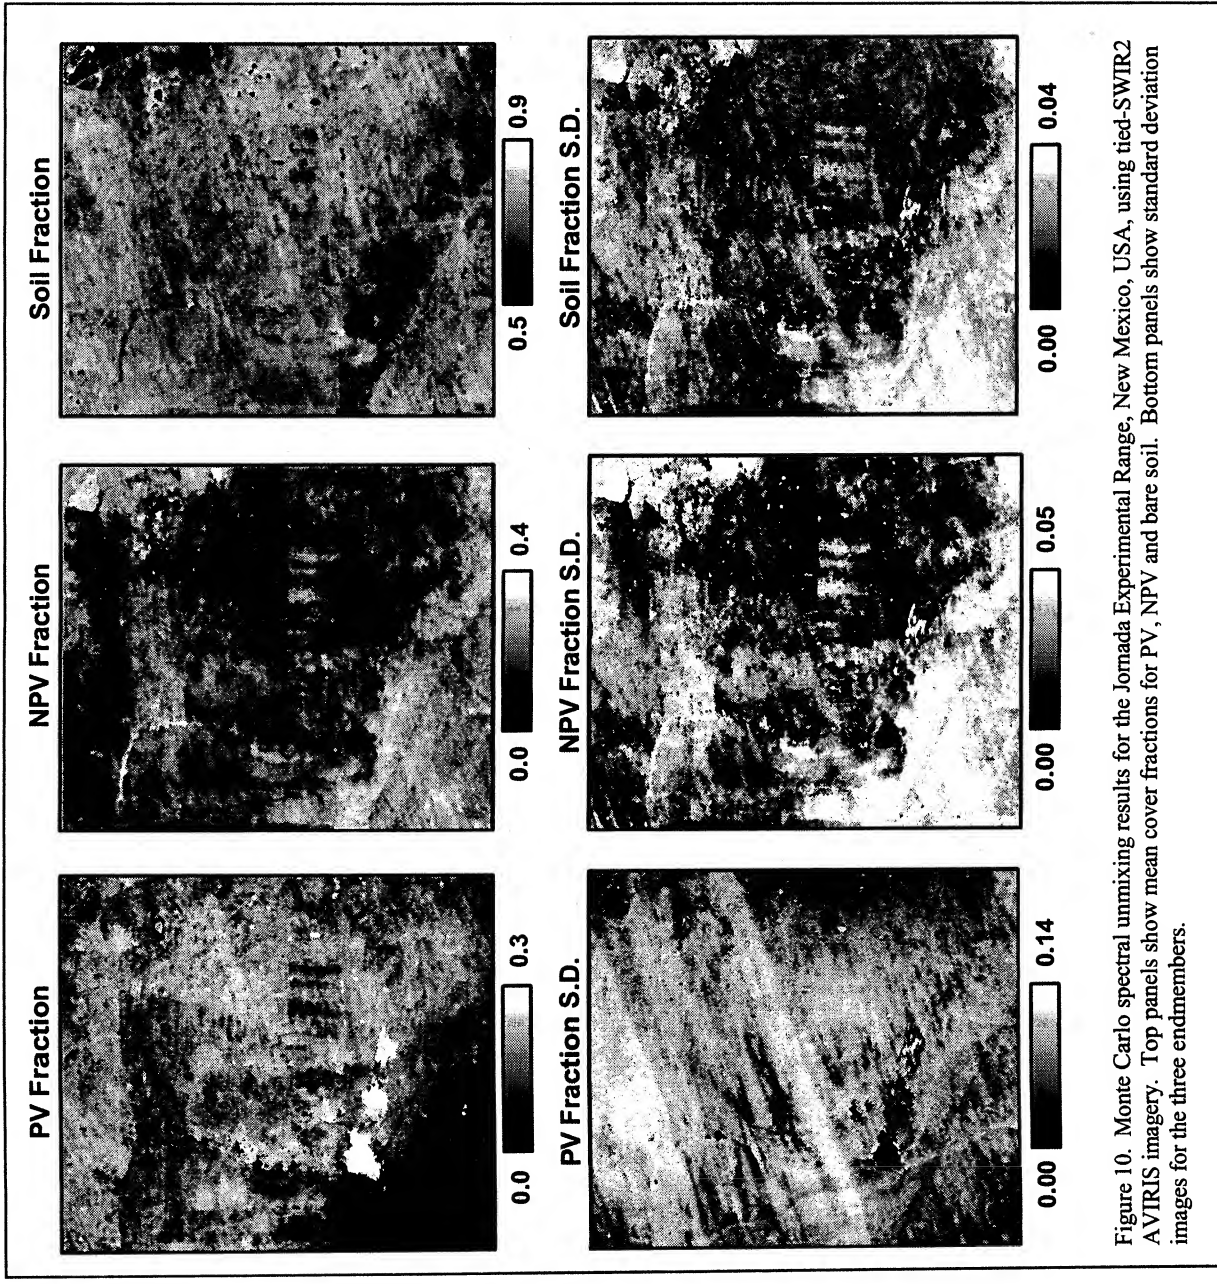 PV Fraction
NPV Fraction
Soil Fraction
0.0 0.3
0.0 0.4
0.5 0.9
PV Fraction S.D.
NPV Fraction S.D.
Soil Fraction S.D.
0.00 0.14
0.00 0.05
0.00 0.04
Figure 10. Monte Carlo spectral unmixing results for the Jornada Experimental Range, New Mexico, USA, using tied-SWIR2
AVIRIS imagery. Top panels show mean cover fractions for PV, NPV and bare soil. Bottom panels show standard deviation
images for the three endmembers.